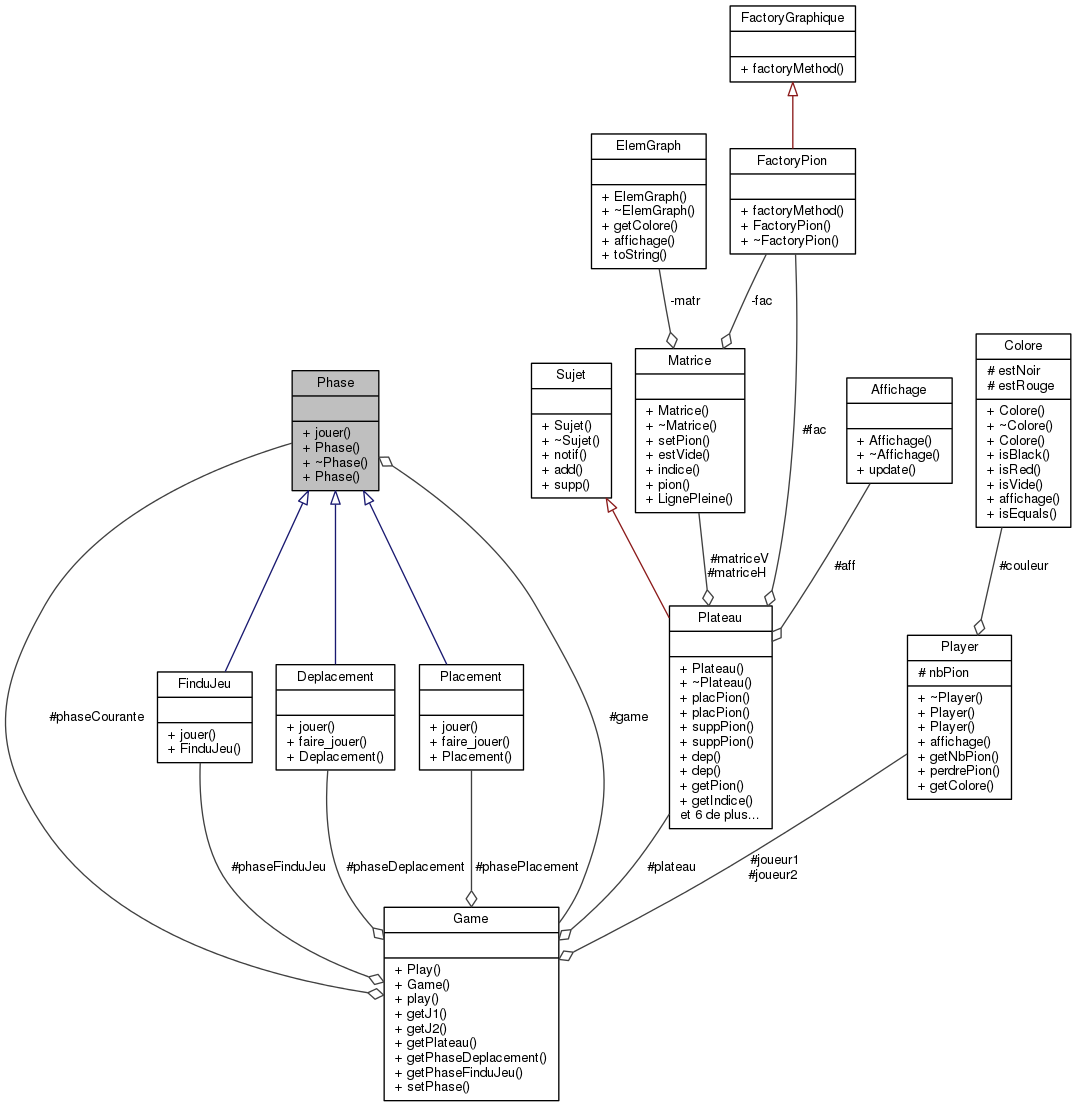 FactoryGraphique
+ factoryMethod()
ElemGraph
+ ElemGraph()
+ ~ElemGraph()
+ getColore()
+ affichage()
+ toString()
FactoryPion
+ factoryMethod()
+ FactoryPion()
+ ~FactoryPion()
-matr
-fac
Phase
+ jouer()
+ Phase()
+ ~Phase()
+ Phase()
Sujet
+ Sujet()
+ ~Sujet()
+ notif()
+ add()
+ supp()
Matrice
+ Matrice()
+ ~Matrice()
+ setPion()
+ estVide()
+ indice()
+ pion()
+ LignePleine()
#fac
Affichage
+ Affichage()
+ ~Affichage()
+ update()
Colore
# estNoir
# estRouge
+ Colore()
+ ~Colore()
+ Colore()
+ isBlack()
+ isRed()
+ isVide()
+ affichage()
+ isEquals()
#matriceV
#matriceH
#aff
#couleur
#phaseCourante
FinduJeu
+ jouer()
+ FinduJeu()
Deplacement
+ jouer()
+ faire_jouer()
+ Deplacement()
Placement
+ jouer()
+ faire_jouer()
+ Placement()
#game
Plateau
+ Plateau()
+ ~Plateau()
+ placPion()
+ placPion()
+ suppPion()
+ suppPion()
+ dep()
+ dep()
+ getPion()
+ getIndice()
et 6 de plus...
Player
# nbPion
+ ~Player()
+ Player()
+ Player()
+ affichage()
+ getNbPion()
+ perdrePion()
+ getColore()
#phaseFinduJeu
#phaseDeplacement
#phasePlacement
#plateau
#joueur1
#joueur2
Game
+ Play()
+ Game()
+ play()
+ getJ1()
+ getJ2()
+ getPlateau()
+ getPhaseDeplacement()
+ getPhaseFinduJeu()
+ setPhase()